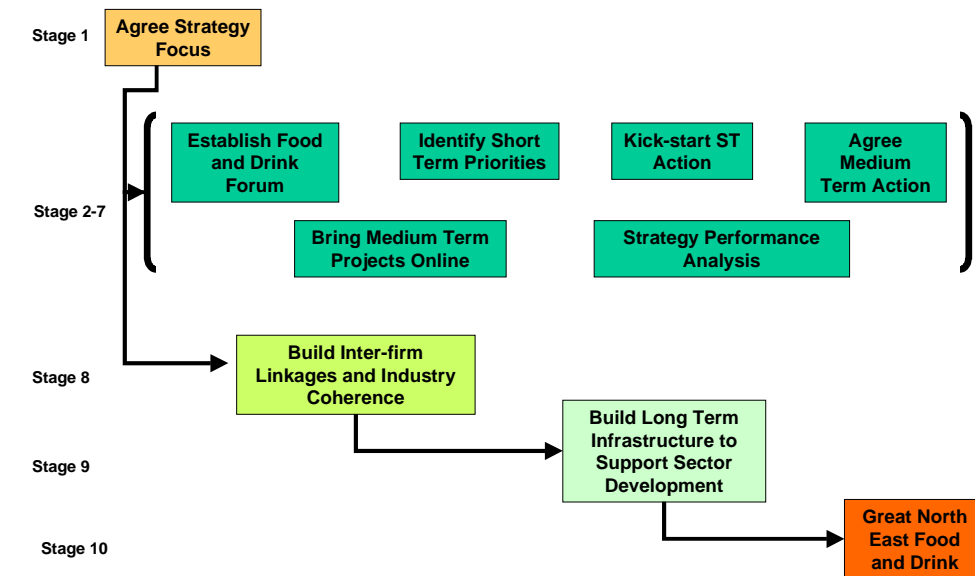 Stage 1
Agree Strategy
Focus
Establish Food
and Drink
Forum
Identify Short
Term Priorities
Kick-start ST
Action
Agree
Medium
Term Action
Stage 2-7
Bring Medium Term
Projects Online
Strategy Performance
Analysis
Stage 8
Build Inter-firm
Linkages and Industry
Coherence
Stage 9
Build Long Term
Infrastructure to
Support Sector
Development
Stage 10
Great North
East Food
and Drink